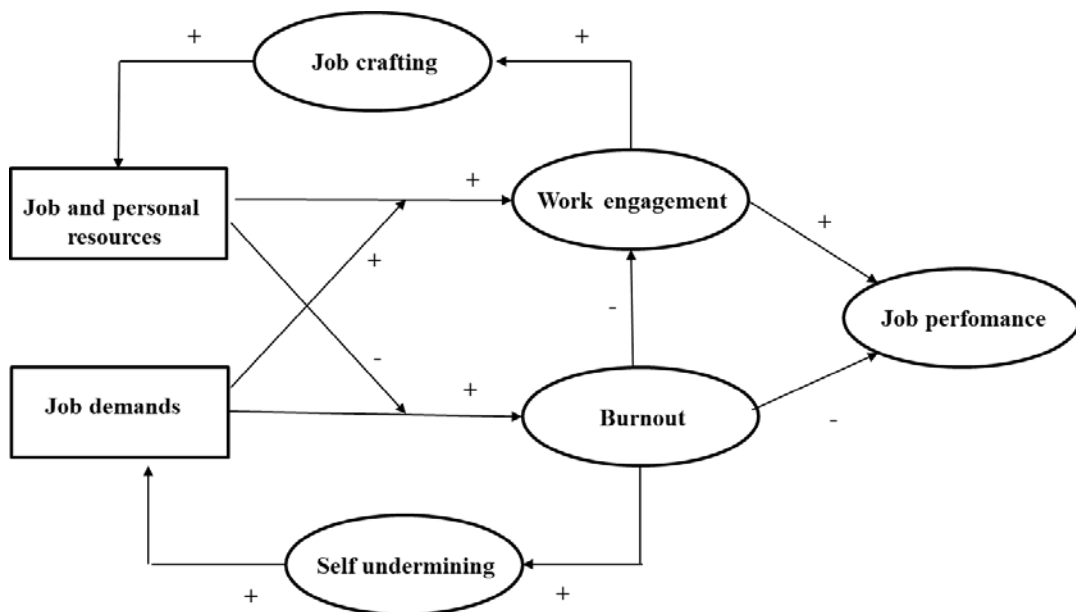 +
+
Job crafting
Job and personal
resources
+
Work engagement
+
+
-
Job perfomance
-
Job demands
+
Burnout
-
Self undermining
+
+